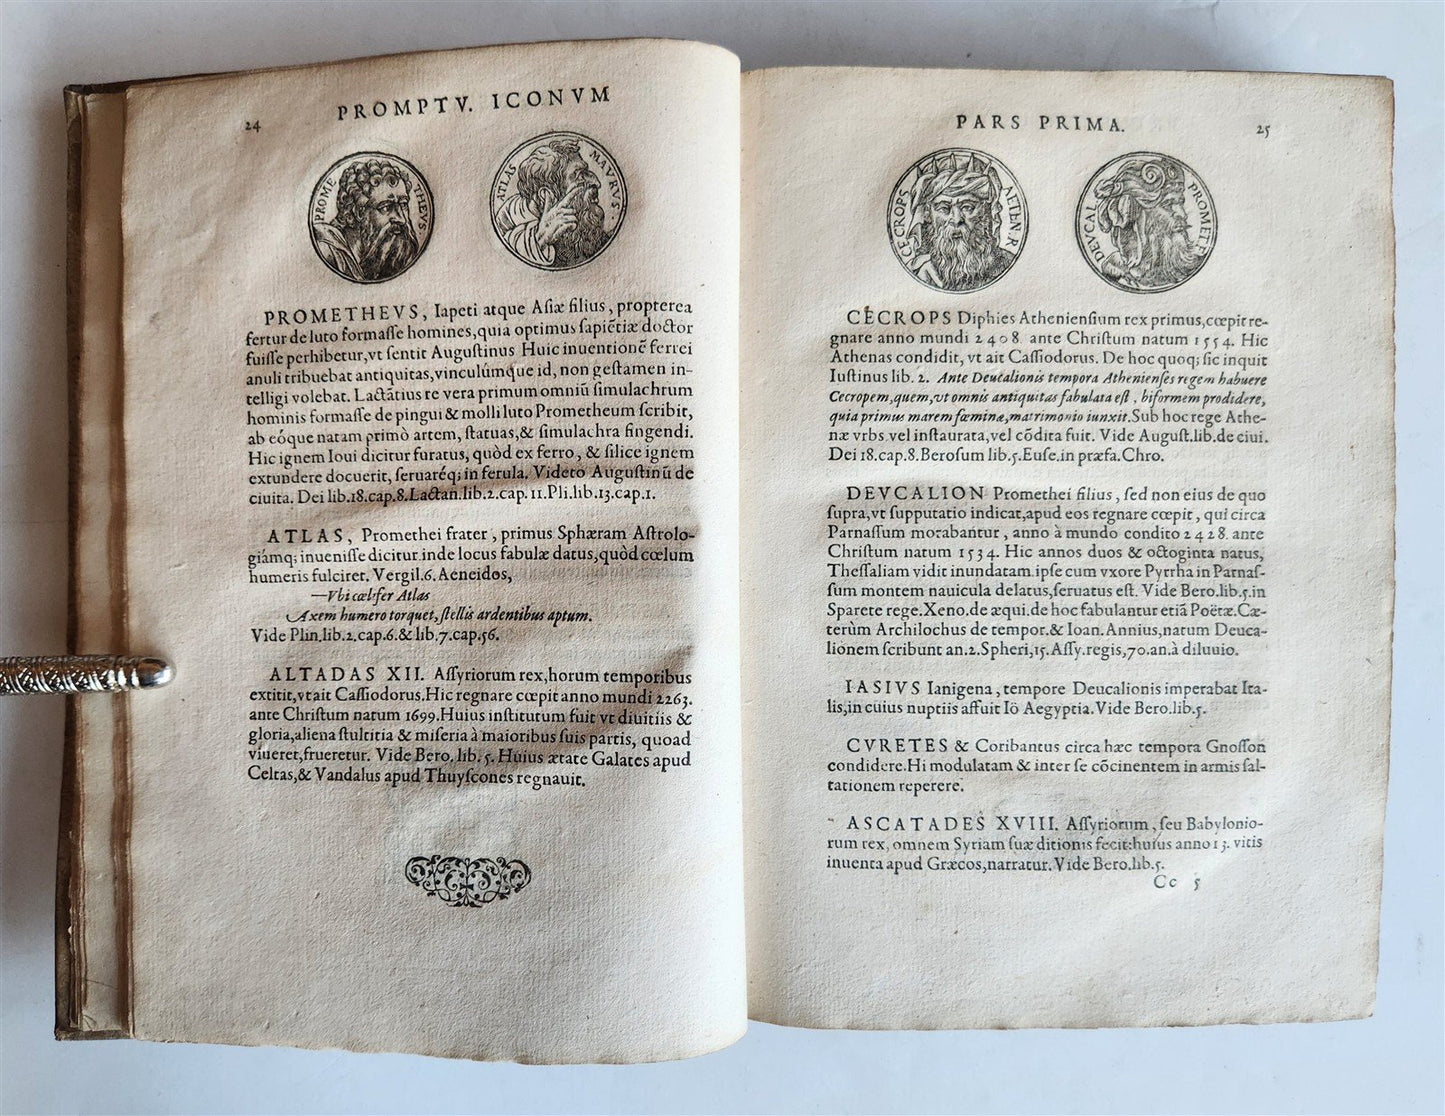 24
PROMPTV. ICONVM
PROME THEVS
ATLAS MAVRVS.
PROMETHEVS, Iapeti atque Asiæ filius, propterea
fertur de luto formasse homines, quia optimus sapiētiæ doctor
fuisse perhibetur, vt sentit Augustinus Huic inuentionē ferrei
anuli tribuebat antiquitas, vinculúmque id, non gestamen in-
telligi volebat. Lactātius re vera primum omniū simulachrum
hominis formasse de pingui & molli luto Prometheum scribit,
ab eóque natam primò artem, statuas, & simulachra fingendi.
Hic ignem Ioui dicitur furatus, quòd ex ferro, & silice ignem
extundere docuerit, seruaréq; in ferula. Videto Augustinū de
ciuita. Dei lib.18.cap.8.Lactan.lib.2.cap. 11. Pli.lib.13.cap.1.
ATLAS, Promethei frater, primus Sphæram Astrolo-
giámq; inuenisse dicitur inde locus fabulæ datus, quòd cœlum
humeris fulciret. Vergil.6. Aeneidos,
—Vbi cœlifer Atlas
Axem humero torquet, stellis ardentibus aptum.
Vide Plin.lib.2.cap.6.& lib.7.cap.56.
ALTADAS XII. Assyriorum rex, horum temporibus
extitit, vt ait Cassiodorus. Hic regnare cœpit anno mundi 2263.
ante Christum natum 1699. Huius institutum fuit vt diuitiis &
gloria, aliena stultitia & miseria à maioribus suis partis, quoad
viueret, frueretur. Vide Bero. lib. 5. Huius ætate Galates apud
Celtas, & Vandalus apud Thuyscones regnauit.
PARS PRIMA.
25
CECROPS AETEN. R
DEVCAL PROMETH
CECROPS Diphies Atheniensium rex primus, cœpit re-
gnare anno mundi 2408. ante Christum natum 1554. Hic
Athenas condidit, vt ait Cassiodorus. De hoc quoq; sic inquit
Iustinus lib. 2. Ante Deucalionis tempora Athenienses regem habuere
Cecropem, quem, vt omnis antiquitas fabulata est, biformem prodidere,
quia primus marem fœminæ, matrimonio iunxit. Sub hoc rege Athe-
næ vrbs vel instaurata, vel cōdita fuit. Vide August.lib.de ciui.
Dei 18.cap.8. Berosum lib.5. Euse.in præfa. Chro.
DEVCALION Promethei filius, sed non eius de quo
supra, vt supputatio indicat, apud eos regnare cœpit, qui circa
Parnassum morabantur, anno à mundo condito 2428. ante
Christum natum 1534. Hic annos duos & octoginta natus,
Thessaliam vidit inundatam. ipse cum vxore Pyrrha in Parnas-
sum montem nauicula delatus, seruatus est. Vide Bero.lib.5.in
Sparete rege. Xeno.de æqui.de hoc fabulantur etiā Poëtæ. Cæ-
terùm Archilochus de tempor.& Ioan. Annius, natum Deuca-
lionem scribunt an.2.Spheri,15. Assy.regis, 70.an.à diluuio.
IASIVS Ianigena, tempore Deucalionis imperabat Ita-
lis, in cuius nuptiis affuit Iò Aegyptia. Vide Bero.lib.5.
CVRETES & Coribantus circa hæc tempora Gnosson
condidere. Hi modulatam & inter se cōcinentem in armis sal-
tationem reperere.
ASCATADES XVIII. Assyriorum, seu Babylonio-
rum rex, omnem Syriam suæ ditionis fecit: huius anno 13. vitis
inuenta apud Græcos, narratur. Vide Bero.lib.5.
Cc 5